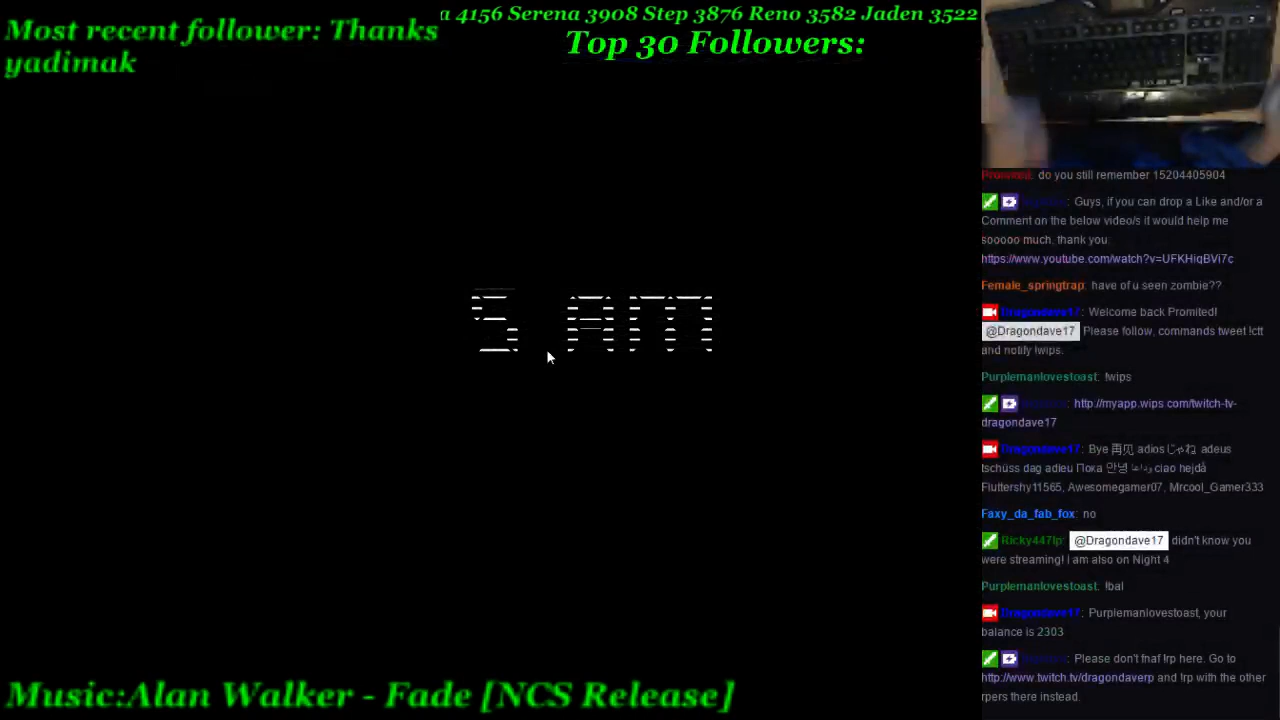 Most recent follower: Thanks
yadimak
a 4156 Serena 3908 Step 3876 Reno 3582 Jaden 3522
Top 30 Followers:
AM
Music:Alan Walker - Fade [NCS Release]
Promited: do you still remember 15204405904
: Guys, if you can drop a Like and/or a
Comment on the below video/s it would help me
sooooo much, thank you:
https://www.youtube.com/watch?v=UFKHiqBVi7c
Female_springtrap: have of u seen zombie??
Dragondave17: Welcome back Promited!
@Dragondave17 Please follow, commands tweet !ctt
and notify !wips.
Purplemanlovestoast: !wips
: http://myapp.wips.com/twitch-tv-
dragondave17
Dragondave17: Bye 再见 adios じゃね adeus
tschüss dag adieu Пока 안녕 وداعا ciao hejdå
Fluttershy11565, Awesomegamer07, Mrcool_Gamer333
Faxy_da_fab_fox: no
Ricky447lp: @Dragondave17 didn't know you
were streaming! I am also on Night 4
Purplemanlovestoast: !bal
Dragondave17: Purplemanlovestoast, your
balance is 2303
: Please don't fnaf !rp here. Go to
http://www.twitch.tv/dragondaverp and !rp with the other
rpers there instead.